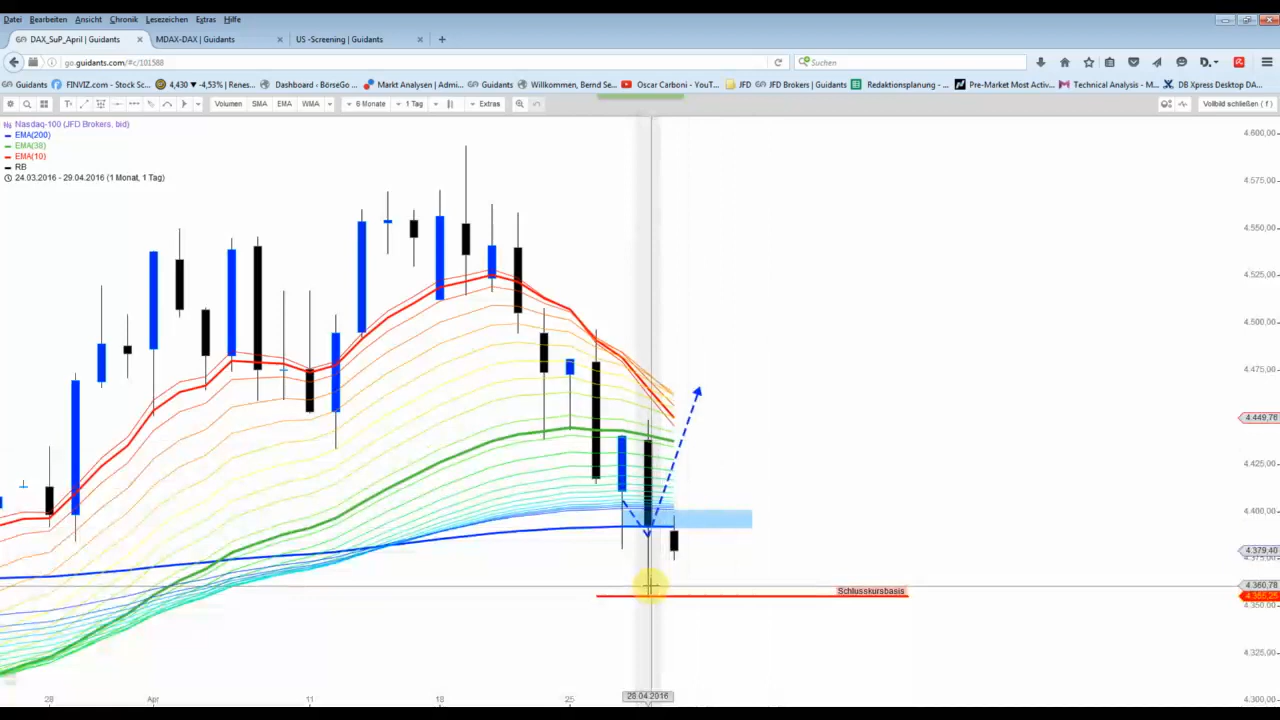 Datei Bearbeiten Ansicht Chronik Lesezeichen Extras Hilfe
DAX_SuP_April | Guidants × MDAX-DAX | Guidants × US -Screening | Guidants × +
go.guidants.com/#c/101588 Suchen
Guidants FINVIZ.com - Stock Sc... 4,430 ▼ -4,53% | Renes... Dashboard ‹ BörseGo ... Markt Analysen | Admi... Guidants Willkommen, Bernd Se... Oscar Carboni - YouT... JFD JFD Brokers | Guidants Redaktionsplanung - ... Pre-Market Most Activ... Technical Analysis - M... DB Xpress Desktop DA...
Volumen SMA EMA WMA 6 Monate 1 Tag Extras Vollbild schließen ( f )
Nasdaq-100 (JFD Brokers, bid)
EMA(200)
EMA(38)
EMA(10)
RB
24.03.2016 - 29.04.2016 (1 Monat, 1 Tag)
4.600,00
4.575,00
4.550,00
4.525,00
4.500,00
4.475,00
4.449,76
4.425,00
4.400,00
4.379,40
4.375,00
4.360,78
Schlusskursbasis
4.355,25
4.350,00
4.325,00
4.300,00
28 Apr 11 18 25 28.04.2016